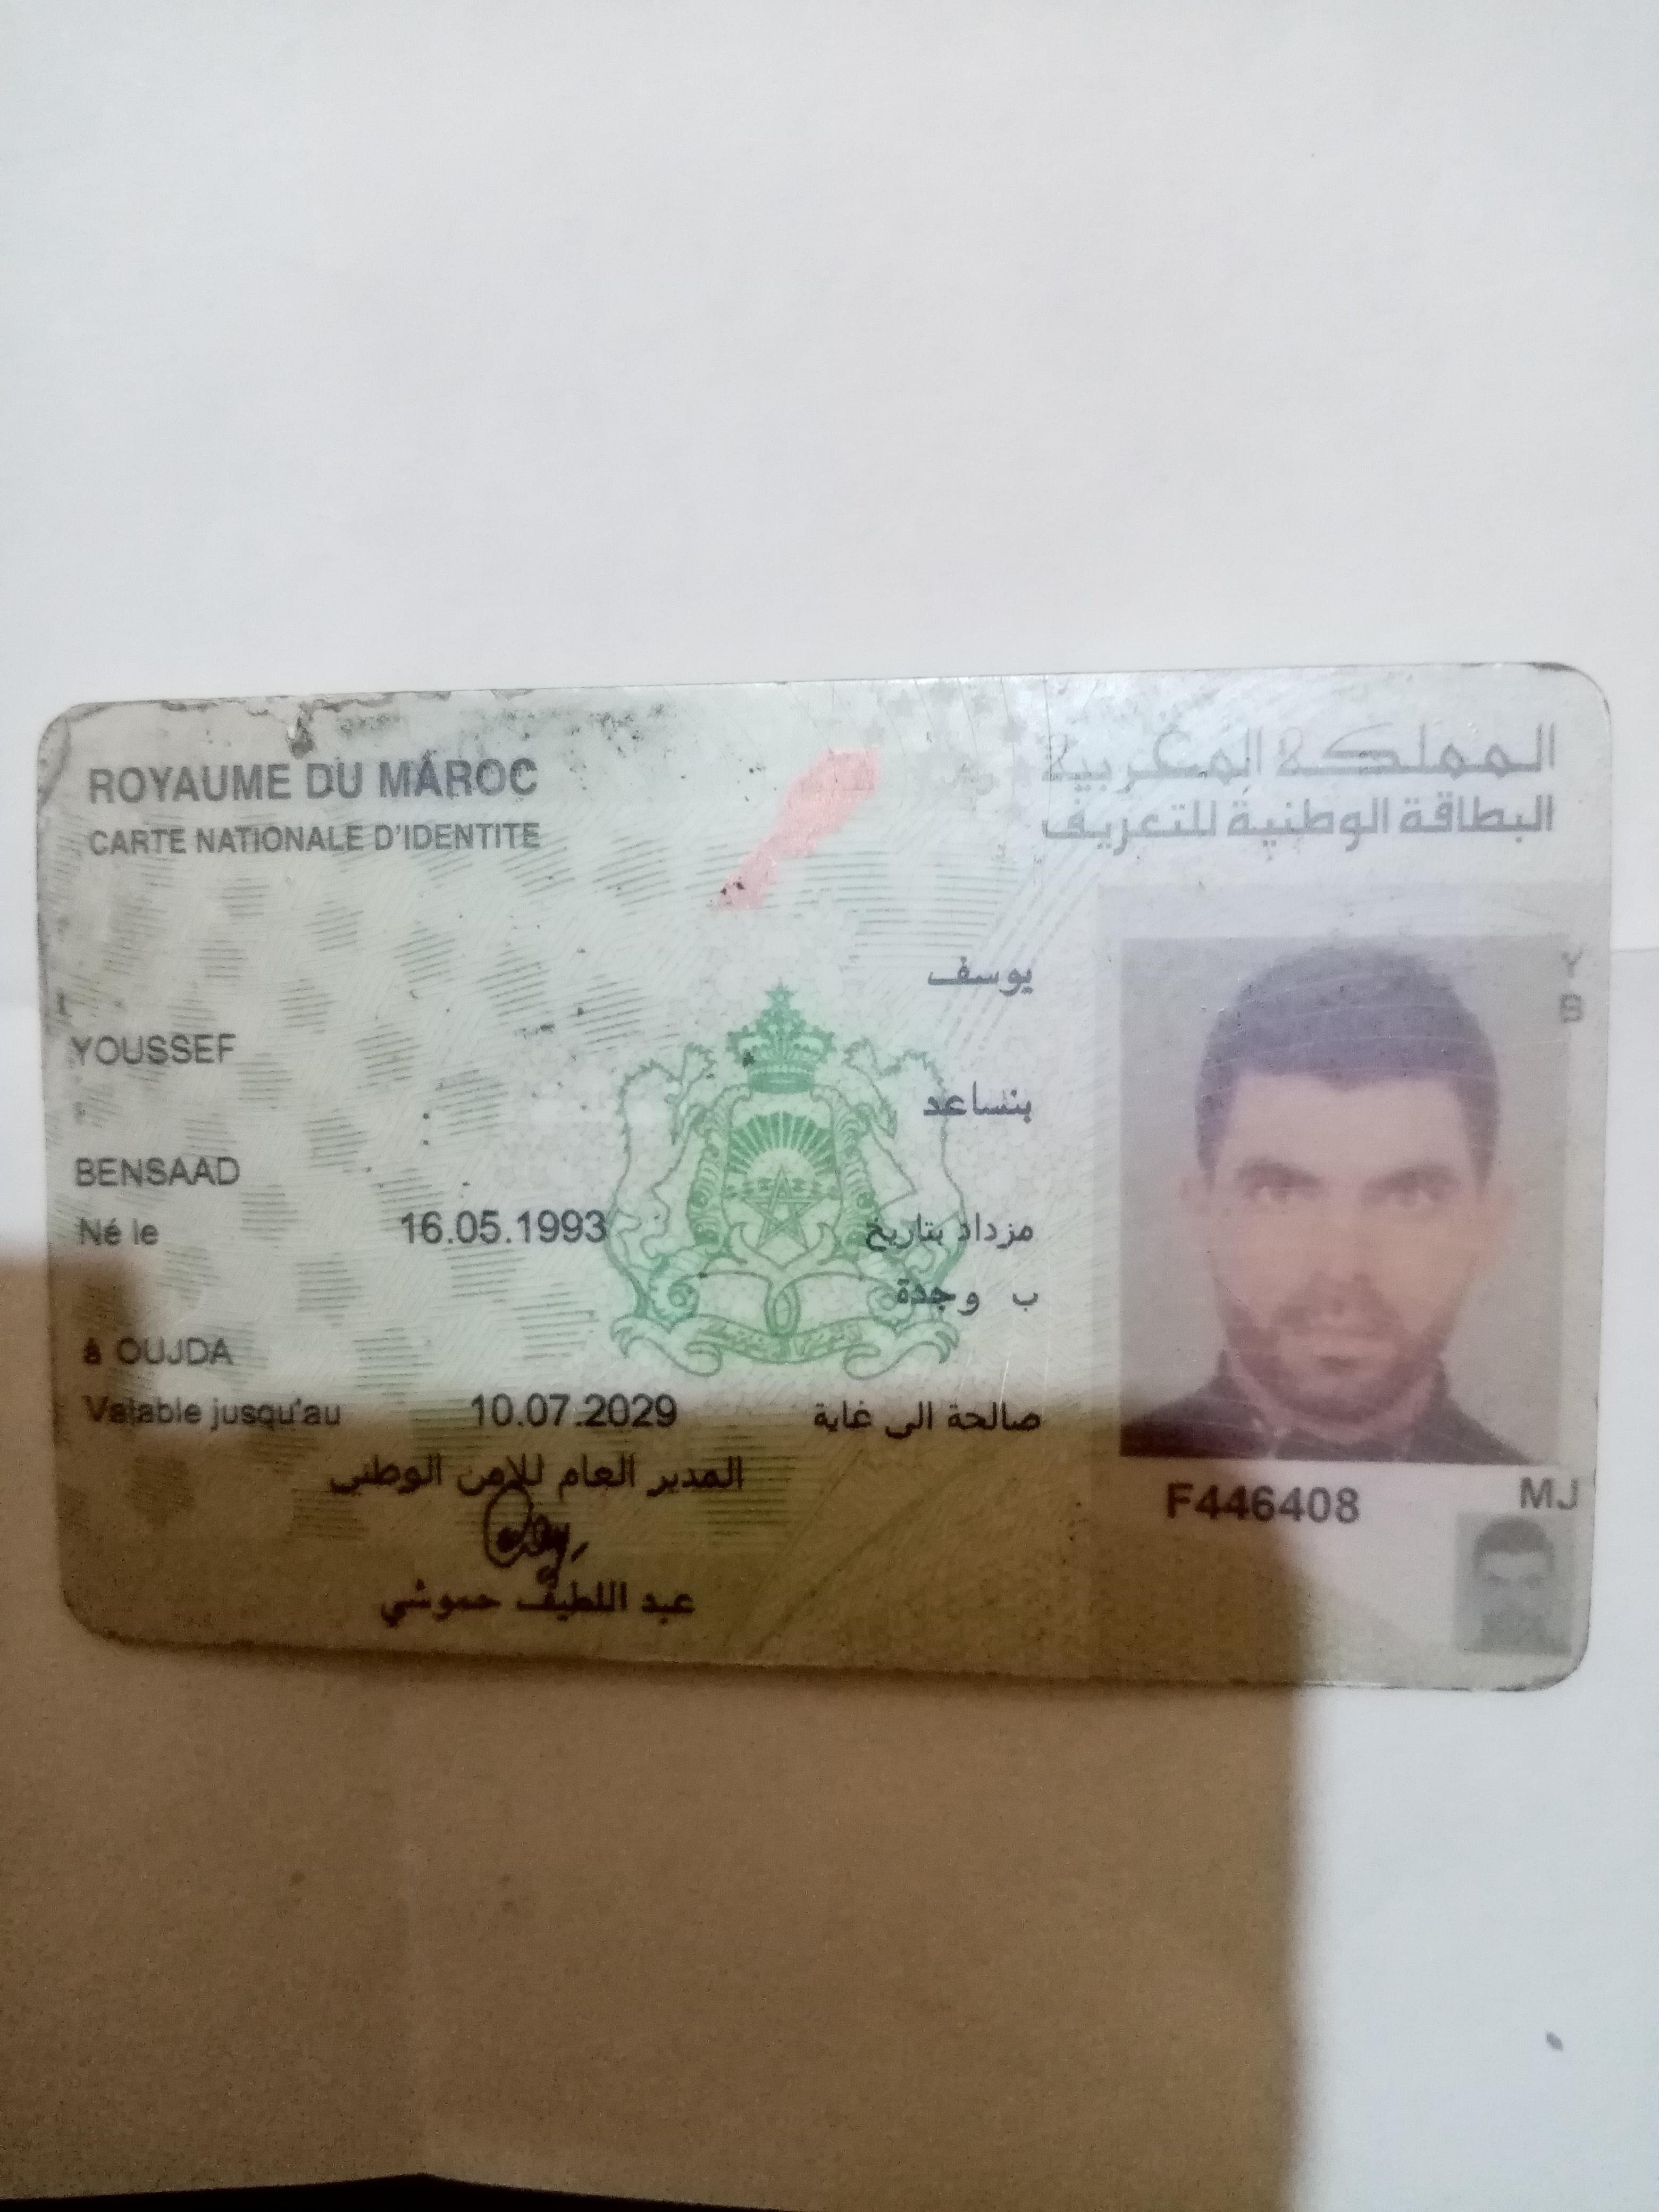 ROYAUME DU MAROC
المملكة المغربية
CARTE NATIONALE D'IDENTITE
البطاقة الوطنية للتعريف
يوسف
YOUSSEF
بنساعد
BENSAAD
Né le 16.05.1993 مزداد بتاريخ
ب وجدة
à OUJDA
Valable jusqu'au 10.07.2029 صالحة الى غاية
المدير العام للامن الوطني
عبد اللطيف حموشي
Y
B
F446408
MJ